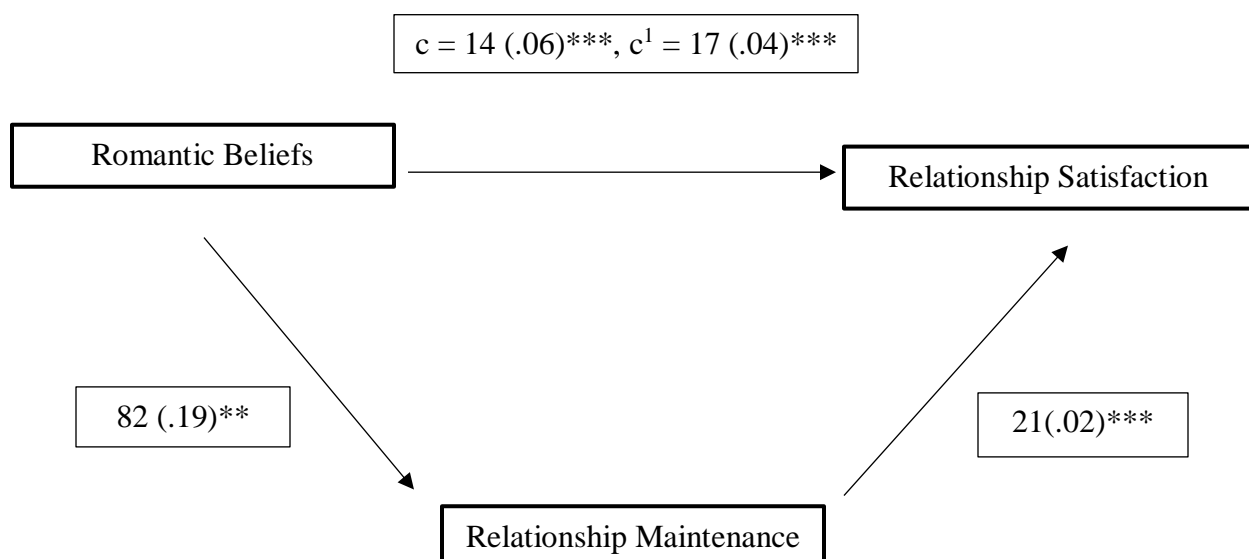 c = 14 (.06)***, c¹ = 17 (.04)***
Romantic Beliefs
Relationship Satisfaction
82 (.19)**
21(.02)***
Relationship Maintenance